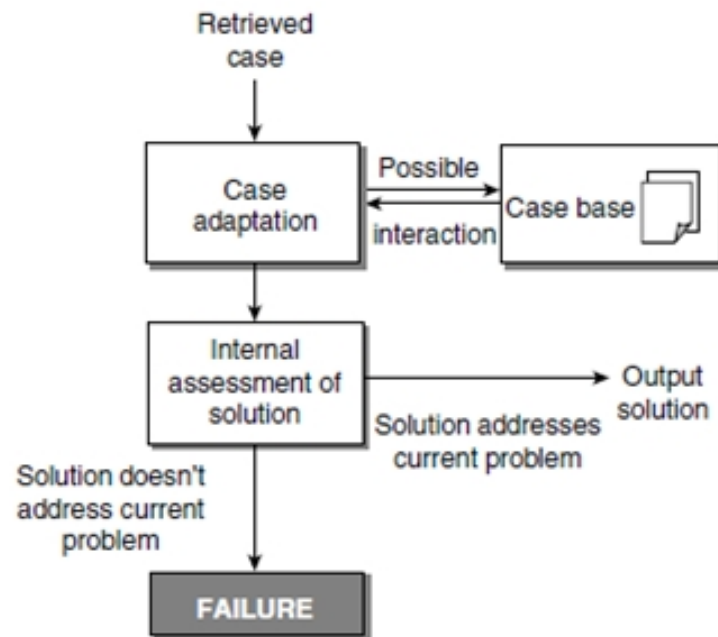 Retrieved
case
Case
adaptation
Possible
interaction
Case base
Internal
assessment of
solution
Output
solution
Solution addresses
current problem
Solution doesn't
address current
problem
FAILURE